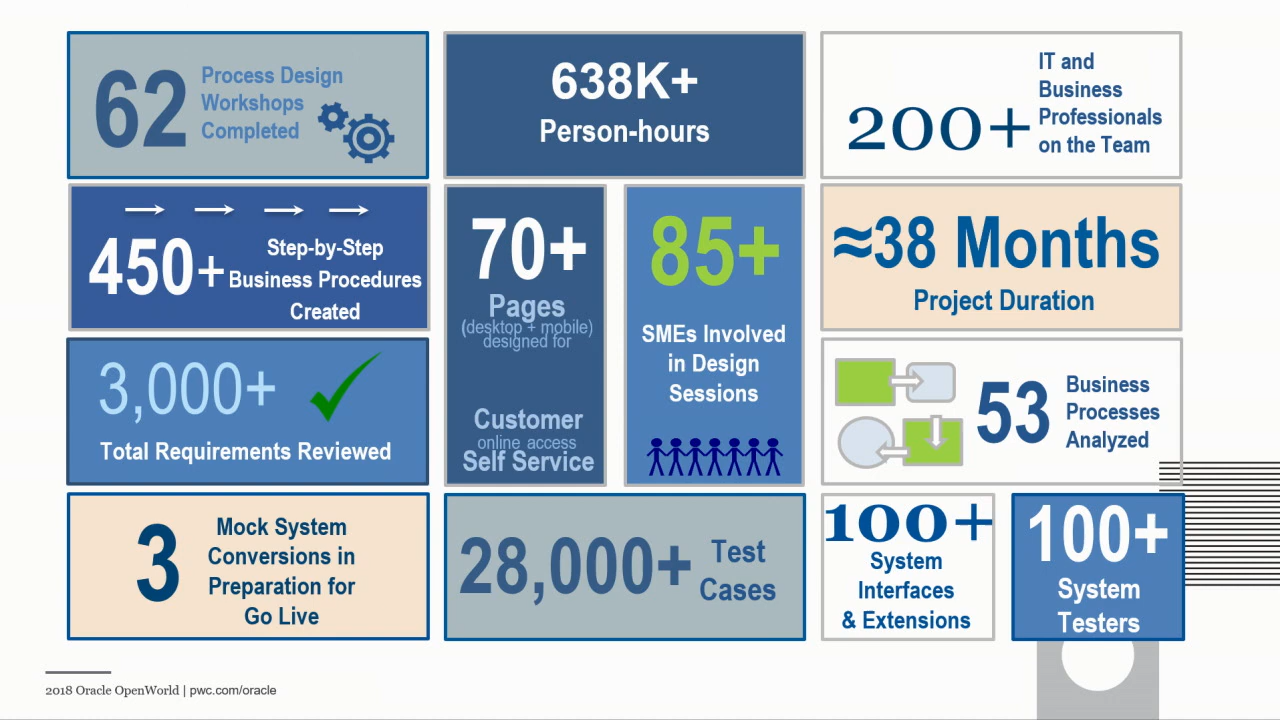 62
Process Design
Workshops
Completed
638K+
Person-hours
200+
IT and
Business
Professionals
on the Team
450+
Step-by-Step
Business Procedures
Created
70+
Pages
(desktop + mobile)
designed for
Customer
online access
Self Service
85+
SMEs Involved
in Design
Sessions
≈38 Months
Project Duration
3,000+
Total Requirements Reviewed
53
Business
Processes
Analyzed
3
Mock System
Conversions in
Preparation for
Go Live
28,000+
Test
Cases
100+
System
Interfaces
& Extensions
100+
System
Testers
2018 Oracle OpenWorld | pwc.com/oracle